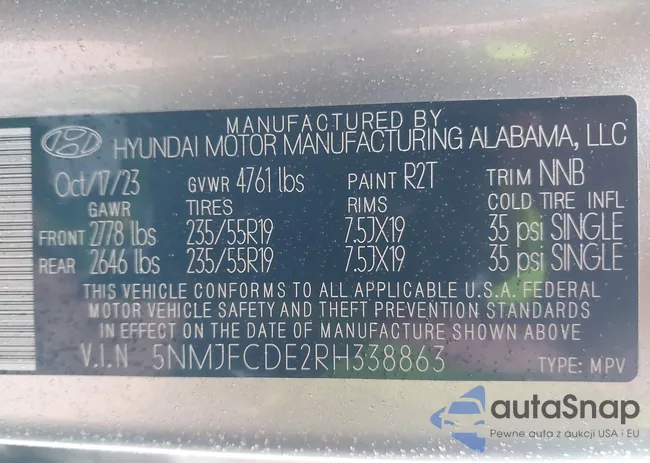 MANUFACTURED BY
HYUNDAI MOTOR MANUFACTURING ALABAMA, LLC
Oct/17/23 GVWR 4761 lbs PAINT R2T TRIM NNB
GAWR TIRES RIMS COLD TIRE INFL
FRONT 2778 lbs 235/55R19 7.5JX19 35 psi SINGLE
REAR 2646 lbs 235/55R19 7.5JX19 35 psi SINGLE
THIS VEHICLE CONFORMS TO ALL APPLICABLE U.S.A. FEDERAL
MOTOR VEHICLE SAFETY AND THEFT PREVENTION STANDARDS
IN EFFECT ON THE DATE OF MANUFACTURE SHOWN ABOVE
V.I.N 5NMJFCDE2RH338863 TYPE: MPV
autaSnap
Pewne auta z aukcji USA i EU